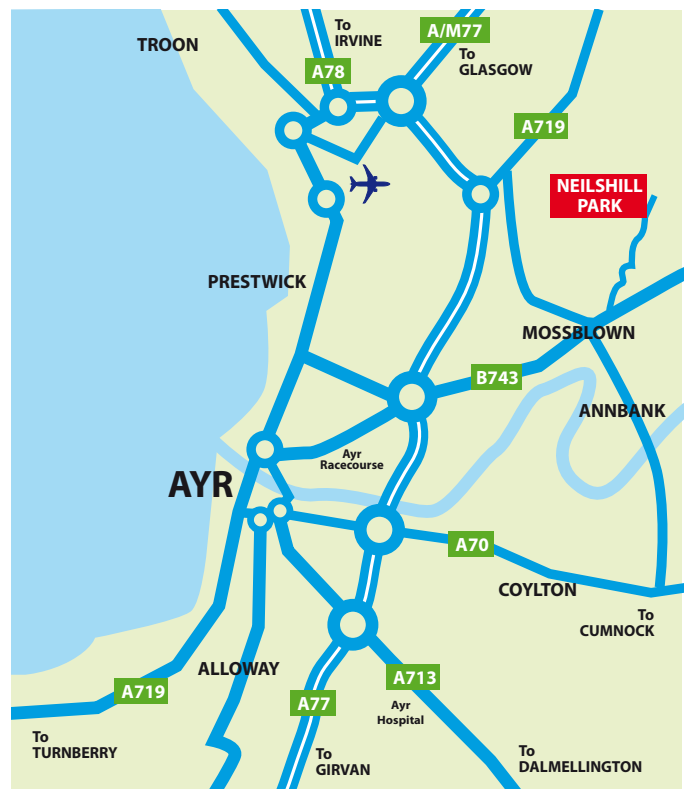 To
IRVINE
A/M77
TROON
To
GLASGOW
A78
A719
NEILSHILL
PARK
PRESTWICK
MOSSBLOWN
B743
ANNBANK
Ayr
Racecourse
AYR
A70
COYLTON
To
CUMNOCK
ALLOWAY
A713
A719
A77
Ayr
Hospital
To
TURNBERRY
To
GIRVAN
To
DALMELLINGTON